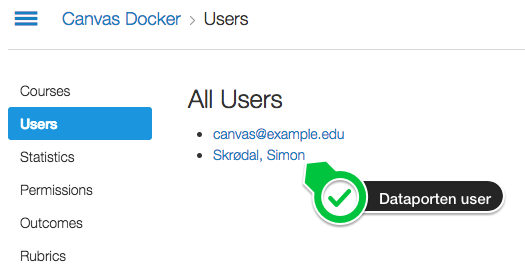 Canvas Docker > Users
Courses
Users
Statistics
Permissions
Outcomes
Rubrics
All Users
• canvas@example.edu
• Skrødal, Simon
Dataporten user